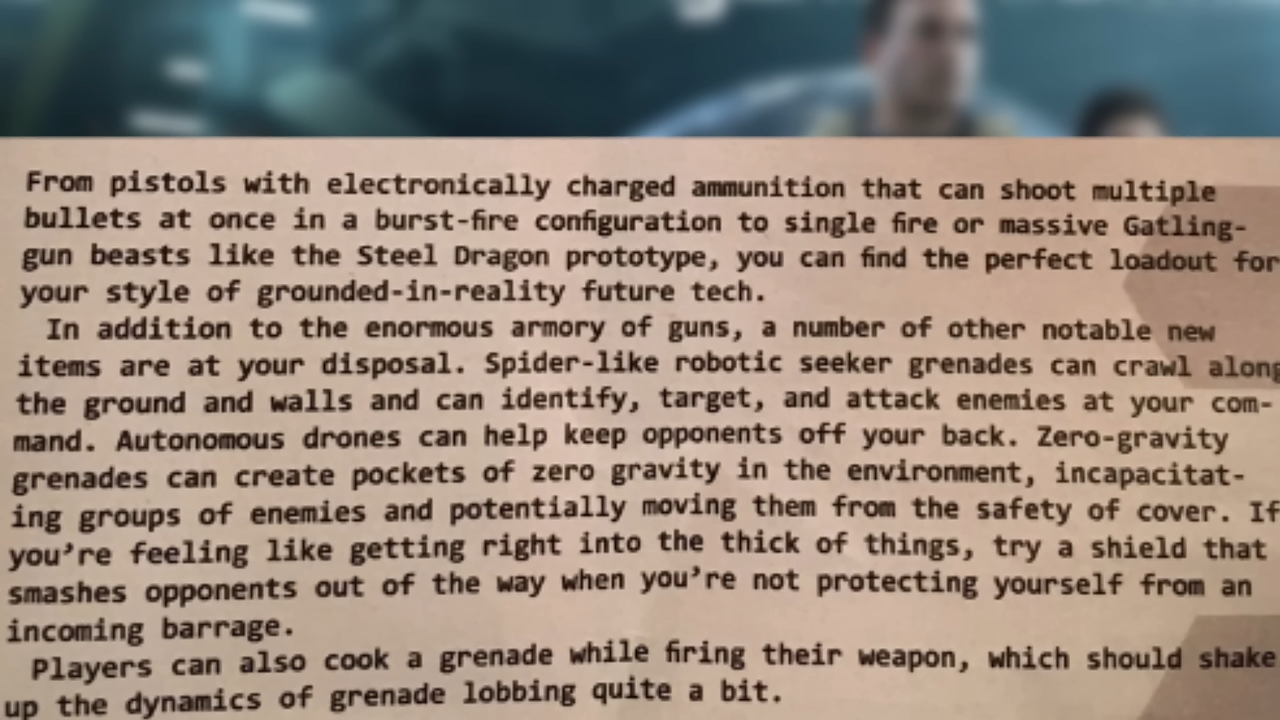 From pistols with electronically charged ammunition that can shoot multiple
bullets at once in a burst-fire configuration to single fire or massive Gatling-
gun beasts like the Steel Dragon prototype, you can find the perfect loadout for
your style of grounded-in-reality future tech.
In addition to the enormous armory of guns, a number of other notable new
items are at your disposal. Spider-like robotic seeker grenades can crawl along
the ground and walls and can identify, target, and attack enemies at your com-
mand. Autonomous drones can help keep opponents off your back. Zero-gravity
grenades can create pockets of zero gravity in the environment, incapacitat-
ing groups of enemies and potentially moving them from the safety of cover. If
you're feeling like getting right into the thick of things, try a shield that
smashes opponents out of the way when you're not protecting yourself from an
incoming barrage.
Players can also cook a grenade while firing their weapon, which should shake
up the dynamics of grenade lobbing quite a bit.